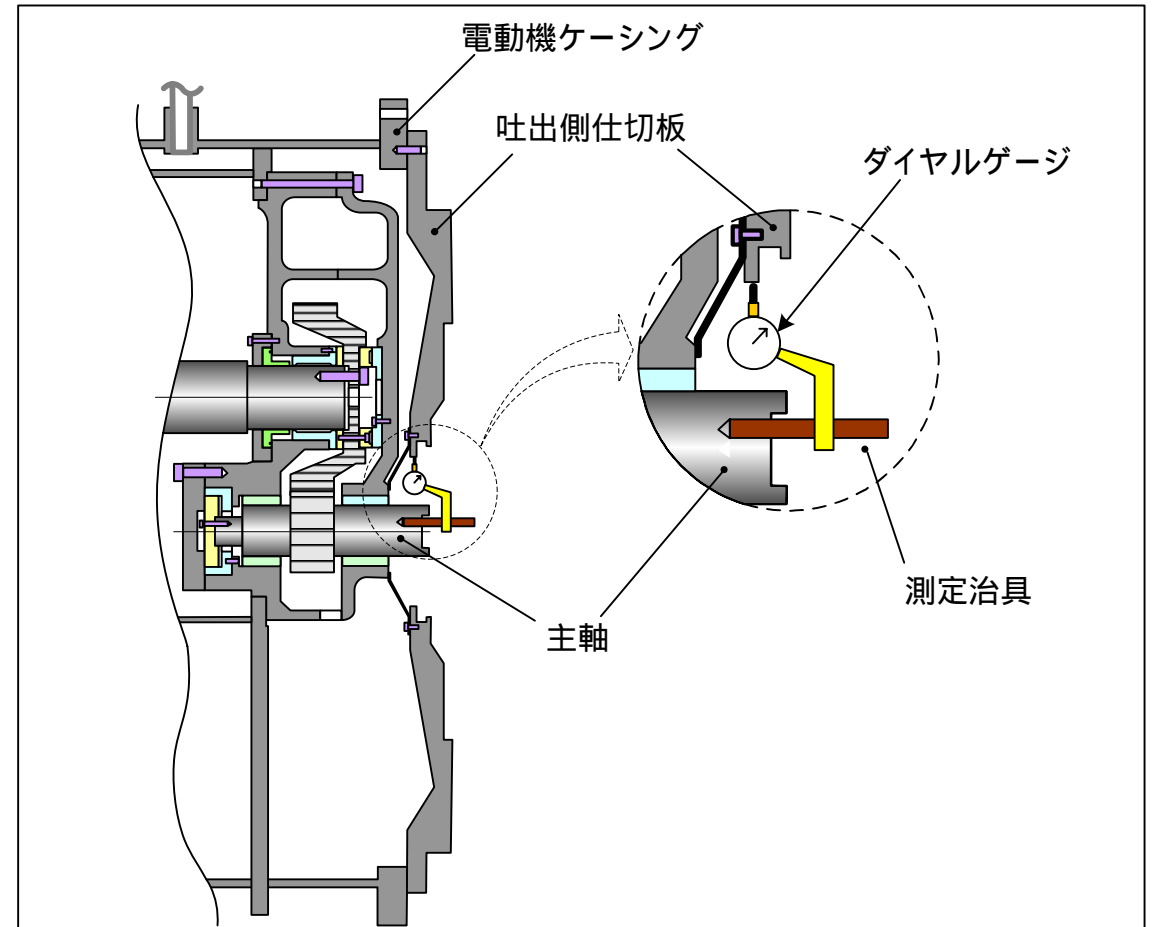 電動機ケーシング
吐出側仕切板
ダイヤルゲージ
測定治具
主軸